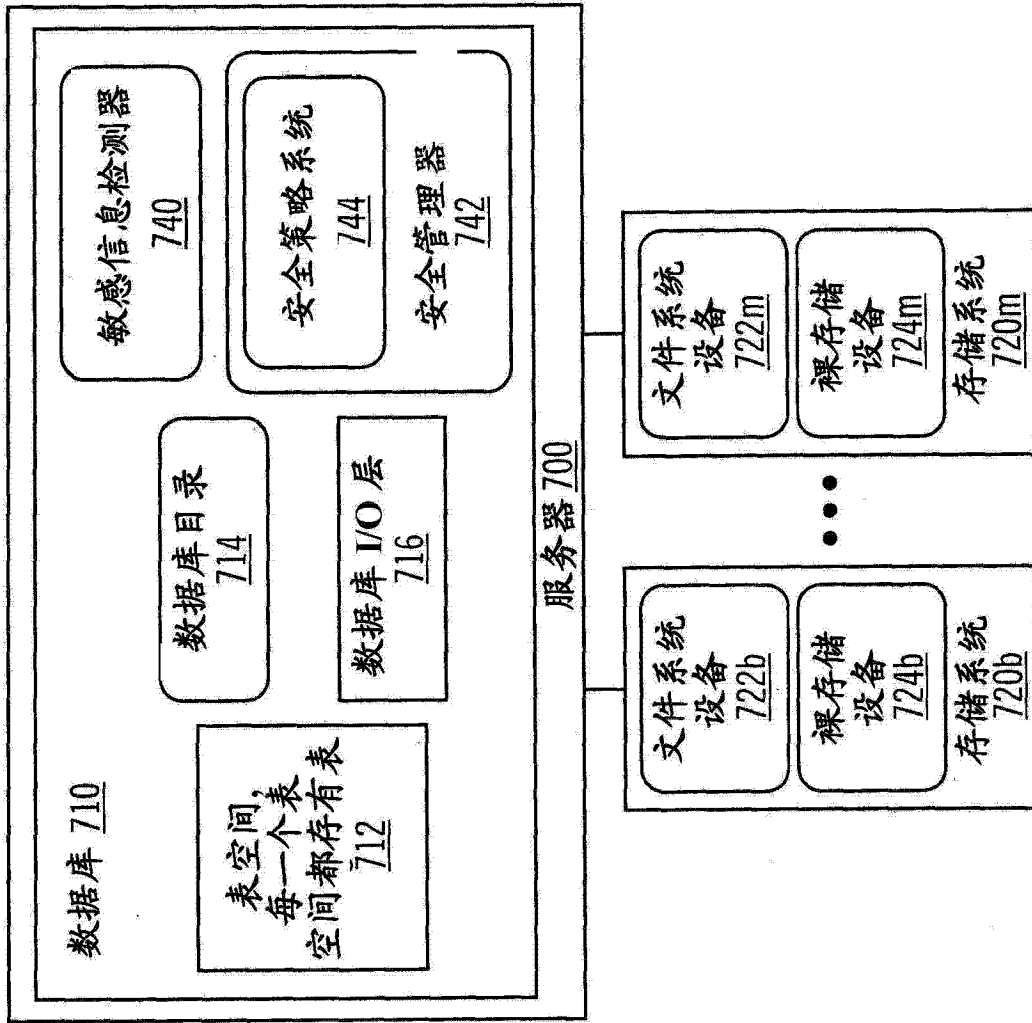 数据库 710
表空间,
每一个表
空间都存有表
712
数据库目录
714
数据库 I/O 层
716
敏感信息检测器
740
安全策略系统
744
安全管理器
742
服务器 700
文件系统
设备
722b
裸存储
设备
724b
存储系统
720b
文件系统
设备
722m
裸存储
设备
724m
存储系统
720m